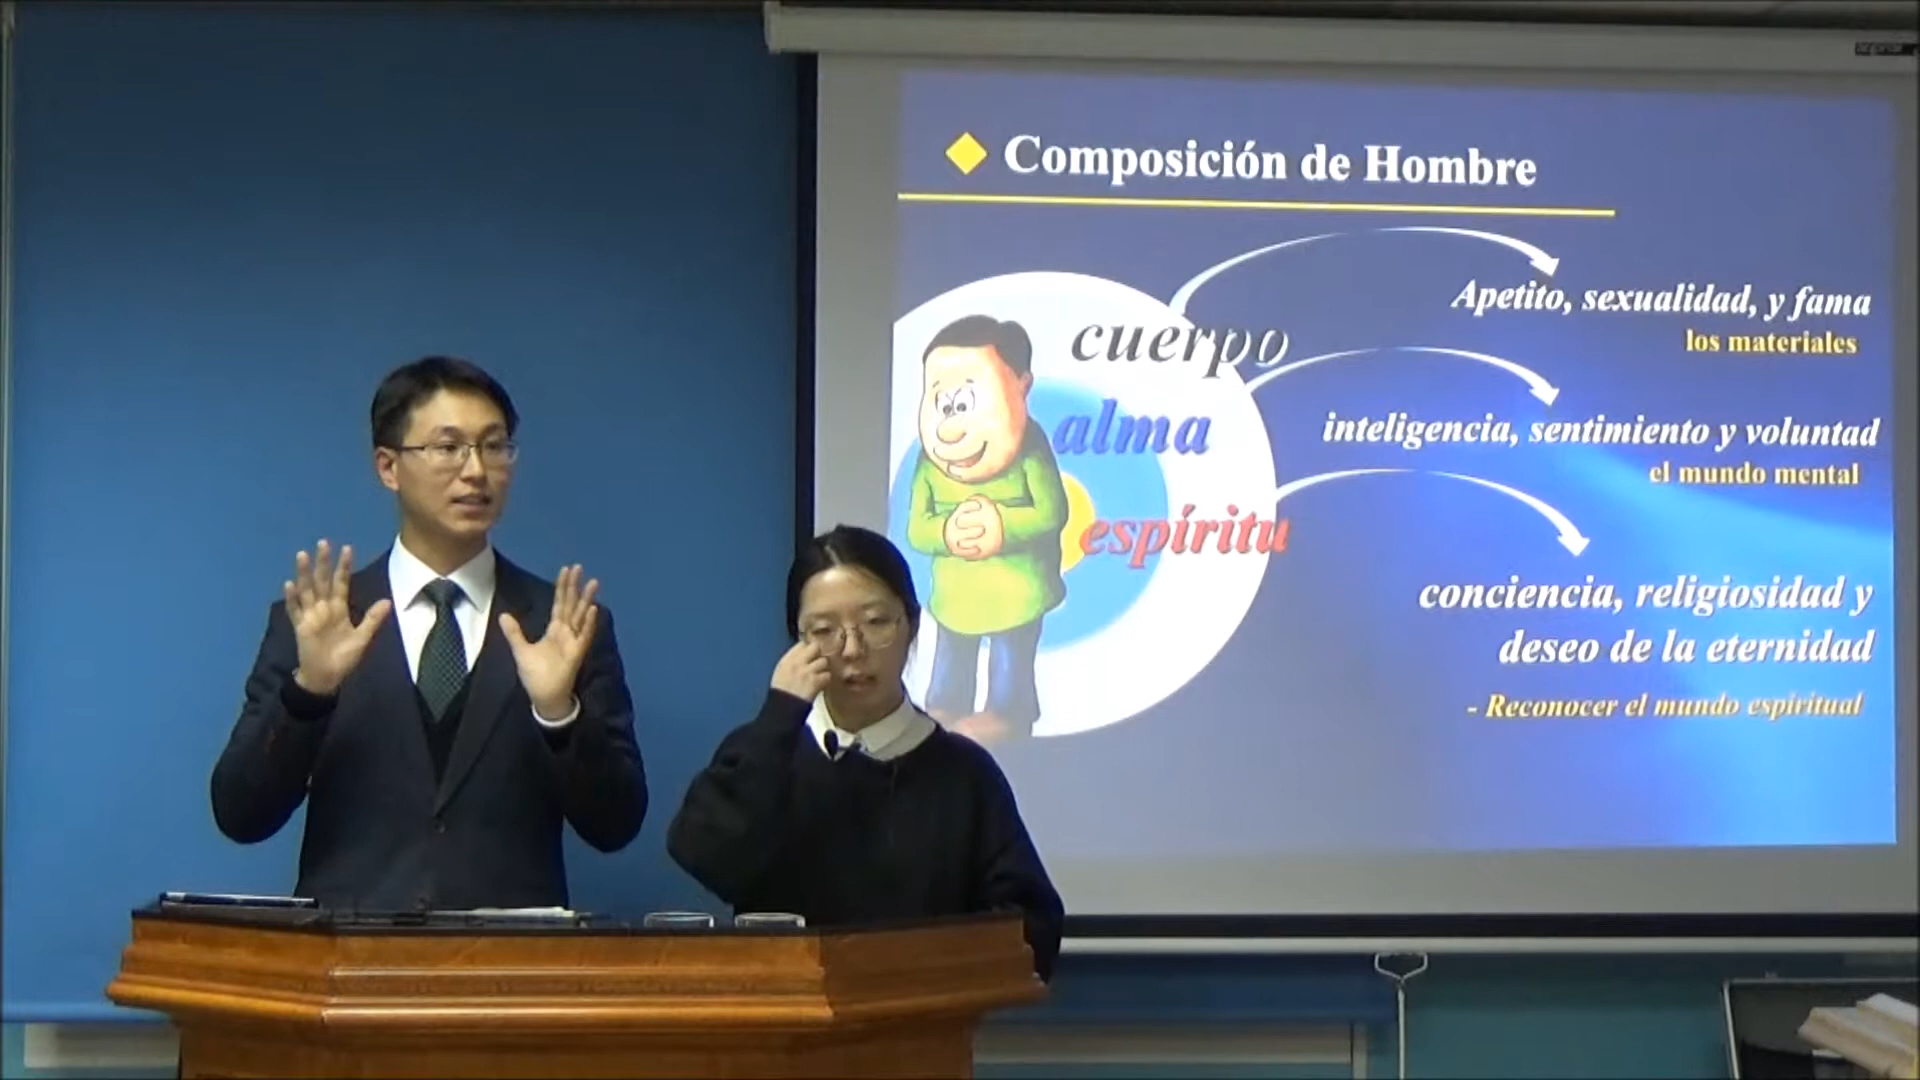 Composición de Hombre
cuerpo
Apetito, sexualidad, y fama
los materiales
alma
inteligencia, sentimiento y voluntad
el mundo mental
espíritu
conciencia, religiosidad y
deseo de la eternidad
- Reconocer el mundo espiritual